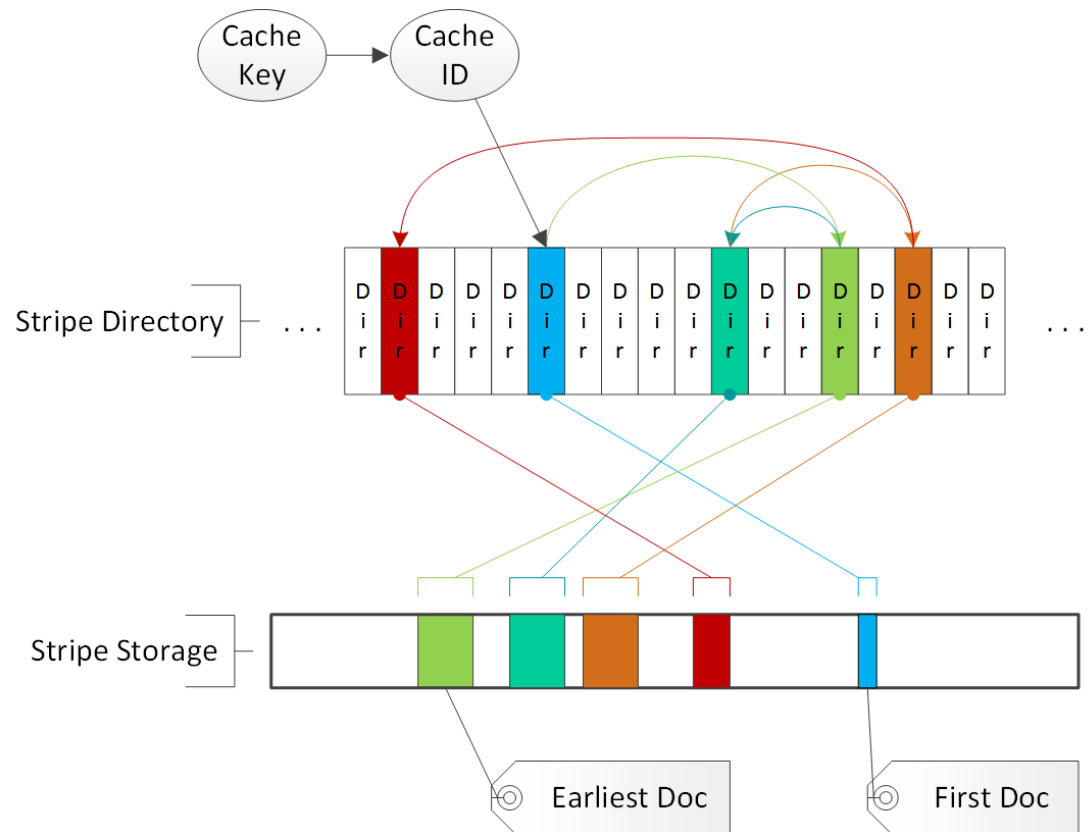 Cache
Key
Cache
ID
Stripe Directory
. . .
D D D D D D D D D D D D D D D D D D
i i i i i i i i i i i i i i i i i i
r r r r r r r r r r r r r r r r r r
. . .
Stripe Storage
Earliest Doc
First Doc